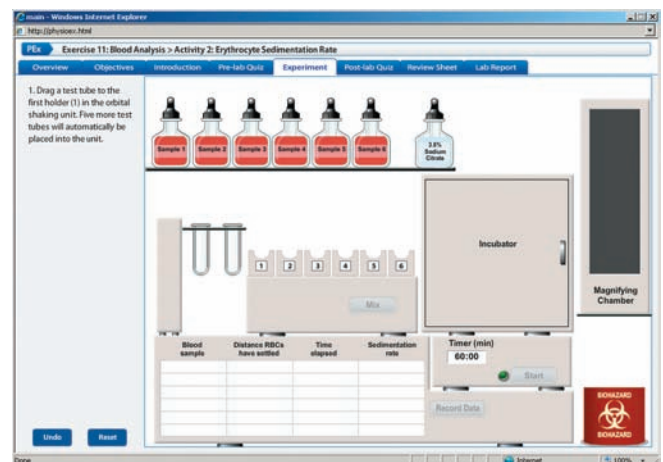 main - Windows Internet Explorer
http://physioex.html
PEx Exercise 11: Blood Analysis > Activity 2: Erythrocyte Sedimentation Rate
Overview Objectives Introduction Pre-lab Quiz Experiment Post-lab Quiz Review Sheet Lab Report
1. Drag a test tube to the
first holder (1) in the orbital
shaking unit. Five more test
tubes will automatically be
placed into the unit.
Sample 1 Sample 2 Sample 3 Sample 4 Sample 5 Sample 6
3.8%
Sodium
Citrate
Incubator
1 2 3 4 5 6
Mix
Magnifying
Chamber
Blood
sample
Distance RBCs
have settled
Time
elapsed
Sedimentation
rate
Timer (min)
60:00
Start
Record Data
BIOHAZARD
BIOHAZARD
Undo Reset
Done Internet 100%